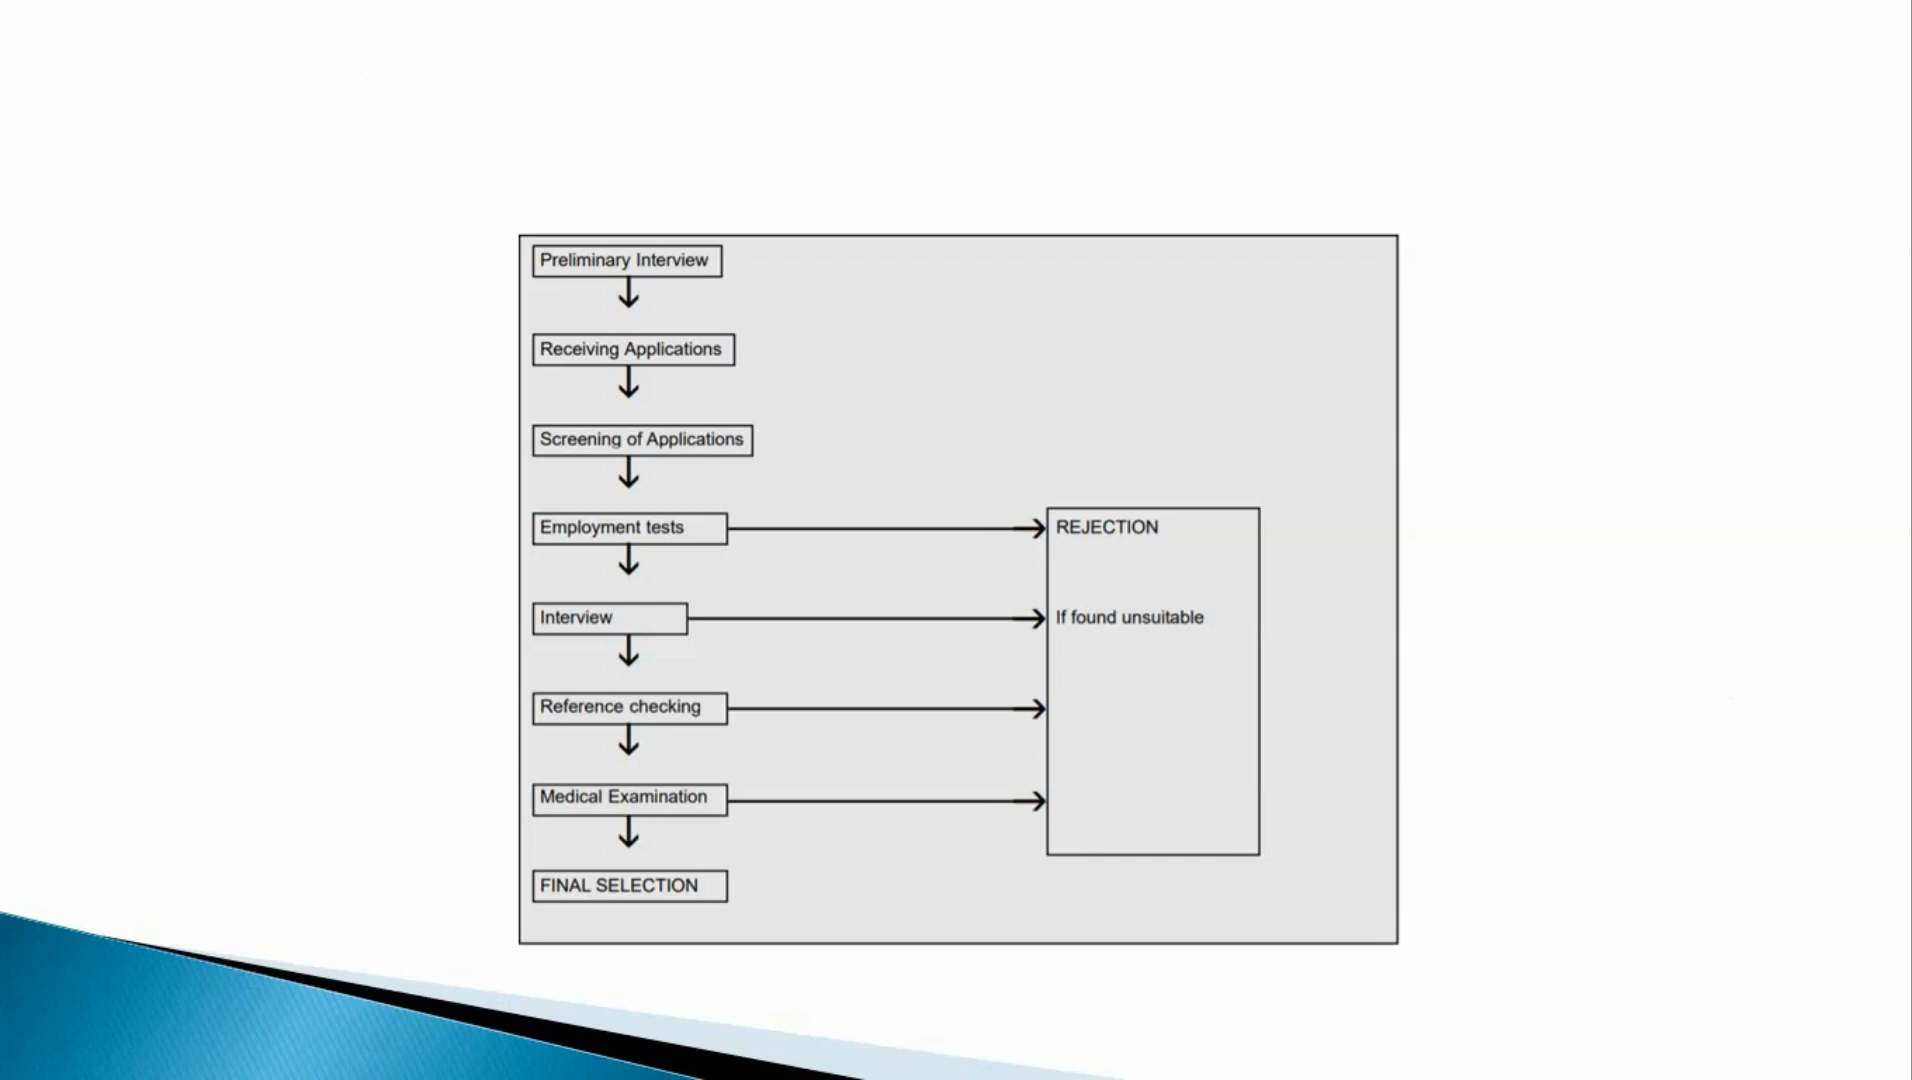 Preliminary Interview
Receiving Applications
Screening of Applications
Employment tests
REJECTION
Interview
If found unsuitable
Reference checking
Medical Examination
FINAL SELECTION